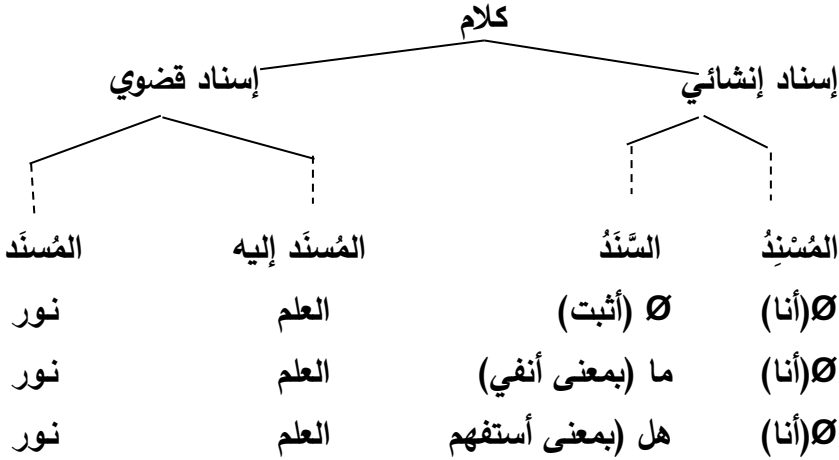 كلام
إسناد إنشائي إسناد قضوي
المُسْنِدُ السَّنَدُ المُسنَد إليه المُسنَد
Ø(أنا) Ø (أثبت) العلم نور
Ø(أنا) ما (بمعنى أنفي) العلم نور
Ø(أنا) هل (بمعنى أستفهم العلم نور